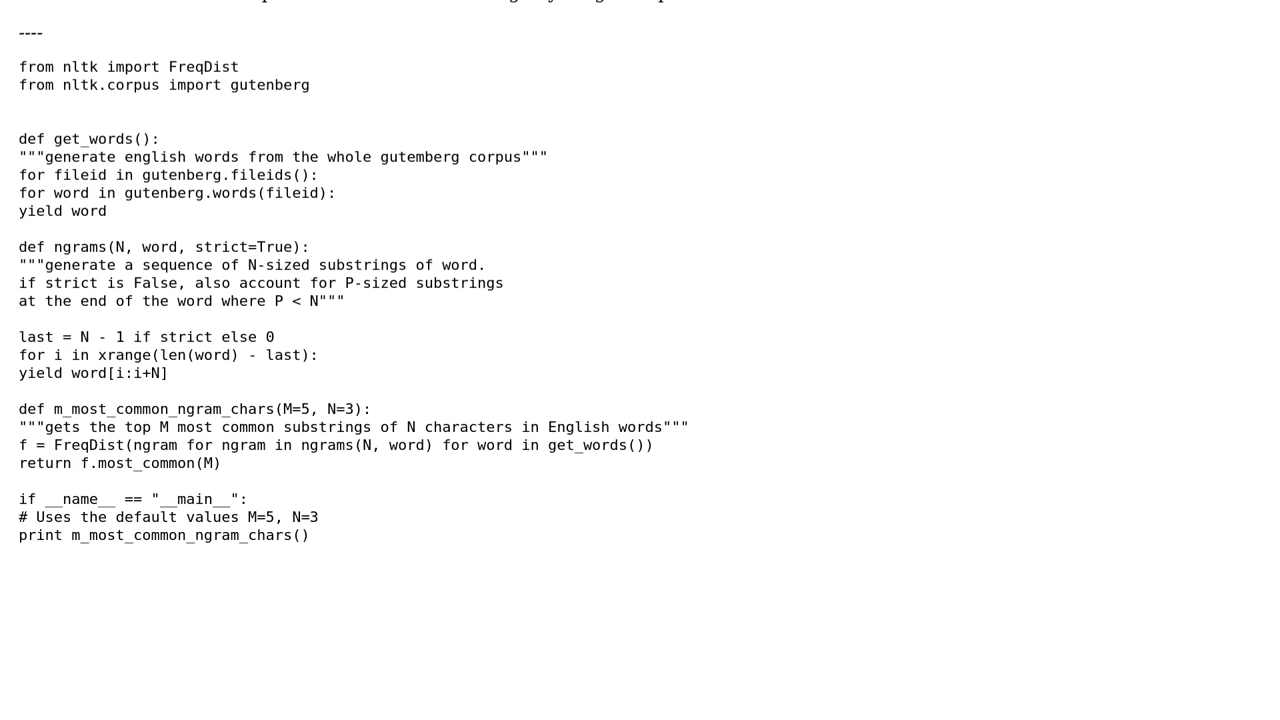 ----
from nltk import FreqDist
from nltk.corpus import gutenberg
def get_words():
"""generate english words from the whole gutemberg corpus"""
for fileid in gutenberg.fileids():
for word in gutenberg.words(fileid):
yield word
def ngrams(N, word, strict=True):
"""generate a sequence of N-sized substrings of word.
if strict is False, also account for P-sized substrings
at the end of the word where P < N"""
last = N - 1 if strict else 0
for i in xrange(len(word) - last):
yield word[i:i+N]
def m_most_common_ngram_chars(M=5, N=3):
"""gets the top M most common substrings of N characters in English words"""
f = FreqDist(ngram for ngram in ngrams(N, word) for word in get_words())
return f.most_common(M)
if __name__ == "__main__":
# Uses the default values M=5, N=3
print m_most_common_ngram_chars()